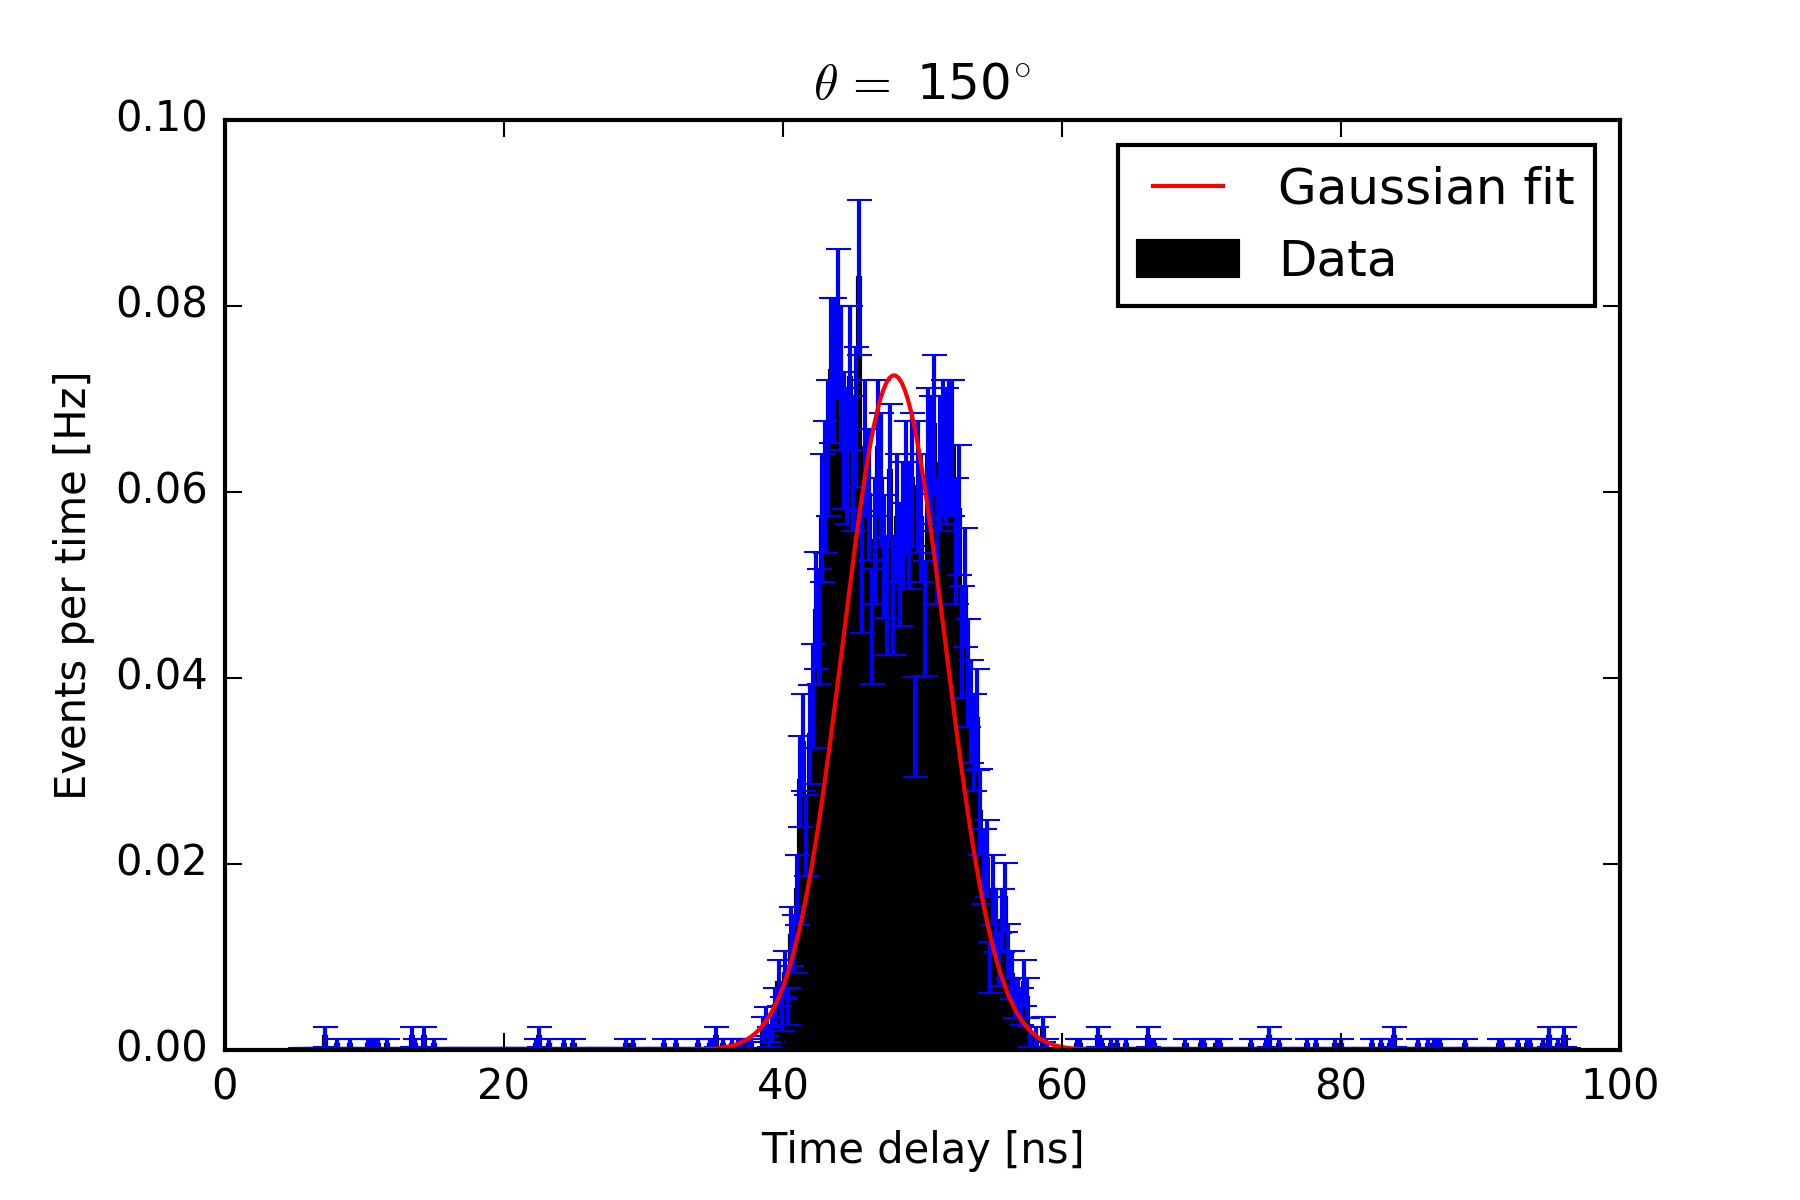 θ = 150°
0.10
0.08
0.06
0.04
0.02
0.00
Events per time [Hz]
Gaussian fit
Data
0 20 40 60 80 100
Time delay [ns]